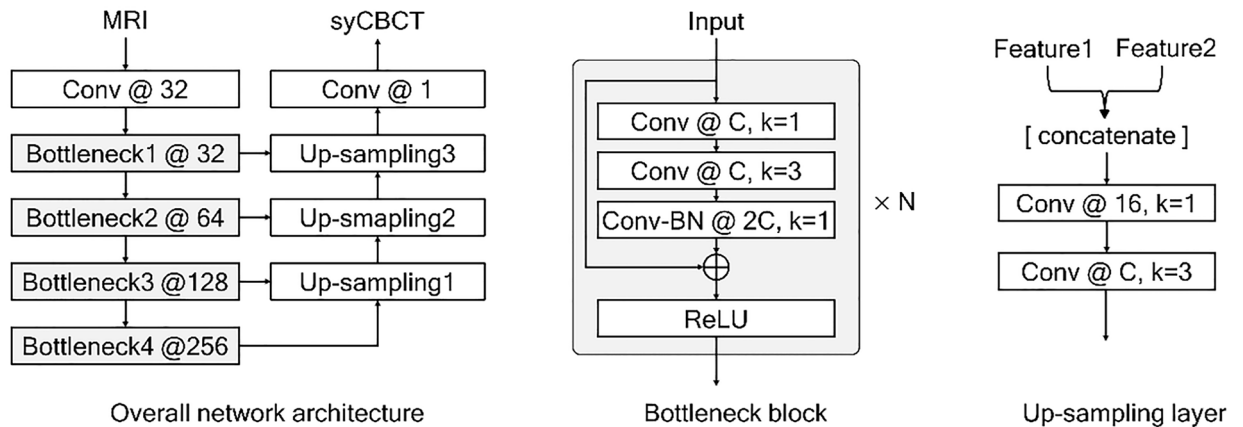 MRI
syCBCT
Conv @ 32
Conv @ 1
Bottleneck1 @ 32
Up-sampling3
Bottleneck2 @ 64
Up-smapling2
Bottleneck3 @128
Up-sampling1
Bottleneck4 @256
Overall network architecture
Input
Conv @ C, k=1
Conv @ C, k=3
Conv-BN @ 2C, k=1
ReLU
× N
Bottleneck block
Feature1 Feature2
[ concatenate ]
Conv @ 16, k=1
Conv @ C, k=3
Up-sampling layer